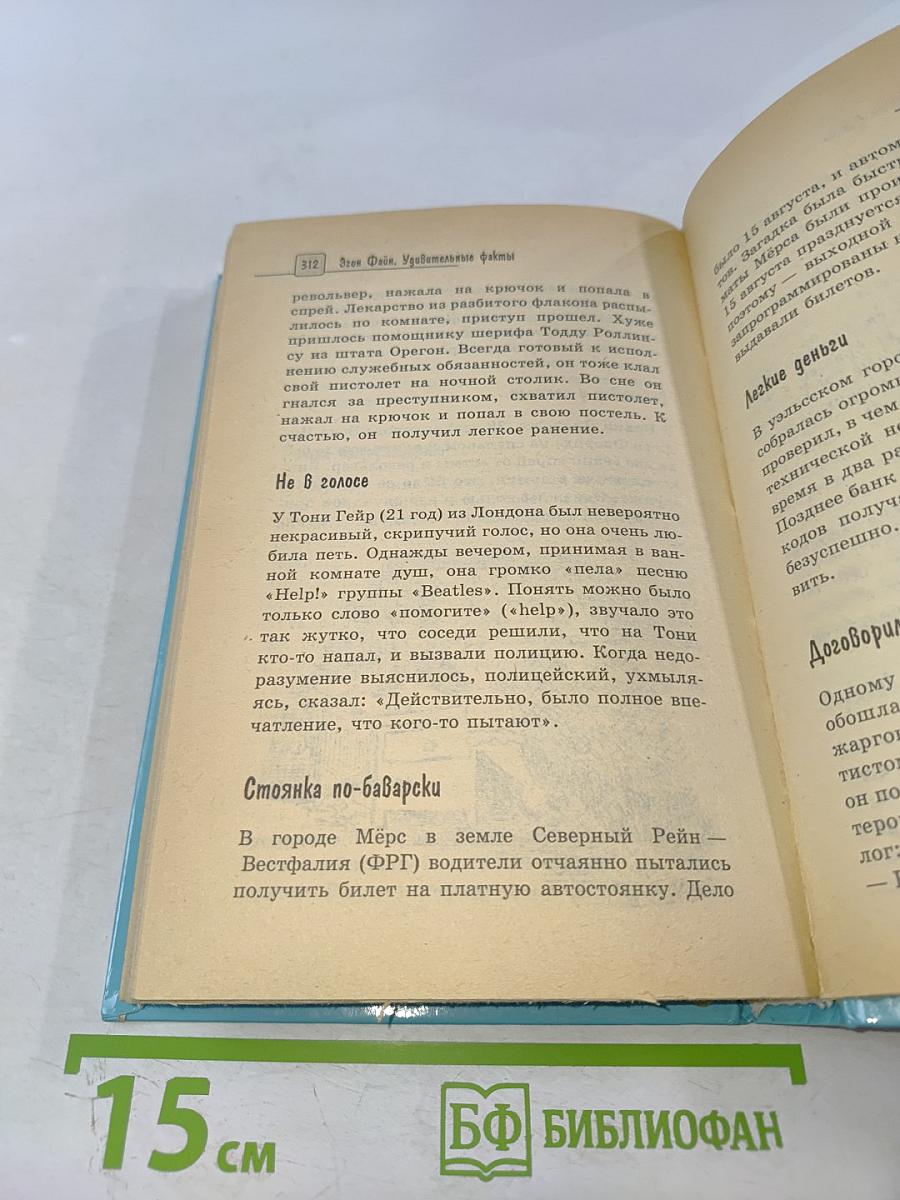 312 Эгон Файн. Удивительные факты
револьвер, нажала на крючок и попала в
спрей. Лекарство из разбитого флакона распы-
лилось по комнате, приступ прошел. Хуже
пришлось помощнику шерифа Тодду Роллин-
су из штата Орегон. Всегда готовый к испол-
нению служебных обязанностей, он тоже клал
свой пистолет на ночной столик. Во сне он
гнался за преступником, схватил пистолет,
нажал на крючок и попал в свою постель. К
счастью, он получил легкое ранение.
Не в голосе
У Тони Гейр (21 год) из Лондона был невероятно
некрасивый, скрипучий голос, но она очень лю-
била петь. Однажды вечером, принимая в ван-
ной комнате душ, она громко «пела» песню
«Help!» группы «Beatles». Понять можно было
только слово «помогите» («help»), звучало это
так жутко, что соседи решили, что на Тони
кто-то напал, и вызвали полицию. Когда недо-
разумение выяснилось, полицейский, ухмыля-
ясь, сказал: «Действительно, было полное впе-
чатление, что кого-то пытают».
Стоянка по-баварски
В городе Мёрс в земле Северный Рейн —
Вестфалия (ФРГ) водители отчаянно пытались
получить билет на платную автостоянку. Дело
было 15 августа, и автом
тов. Загадка была быстр
маты Мёрса были прои
15 августа празднуется
поэтому — выходной
запрограммированы н
выдавали билетов.
Легкие деньги
В уэльсском горо
собралась огромн
проверил, в чем
технической не
время в два ра
Позднее банк
кодов получа
безуспешно.
вить.
Договорил
Одному
обошла
жаргон
тистом
он по
теро
лог:
—
15 см
БФ БИБЛИОФАН